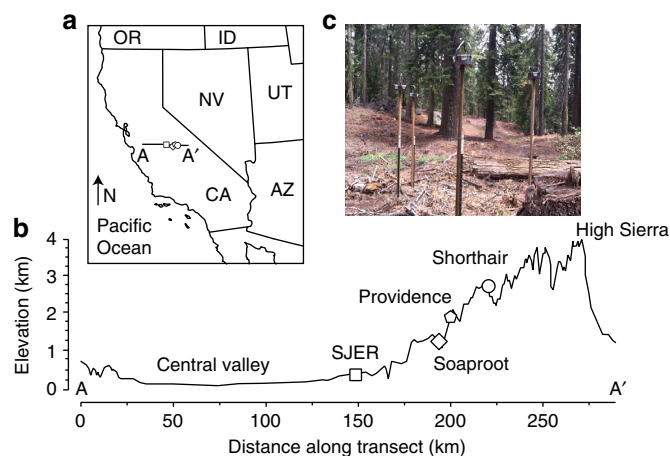 a
OR
ID
NV
UT
A
A′
N
CA
AZ
Pacific
Ocean
c
b
Elevation (km)
4
3
2
1
0
High Sierra
Shorthair
Providence
SJER
Soaproot
Central valley
A
A′
0 50 100 150 200 250
Distance along transect (km)